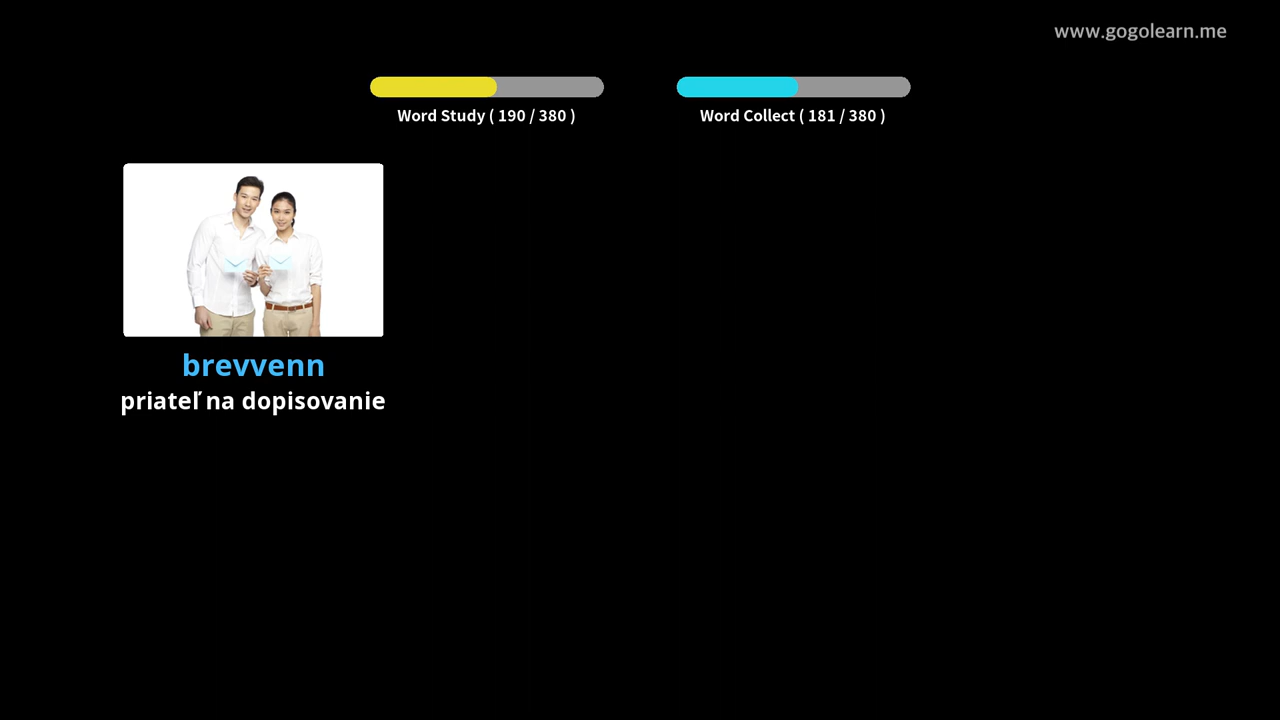 www.gogolearn.me
Word Study ( 190 / 380 )
Word Collect ( 181 / 380 )
brevvenn
priateľ na dopisovanie